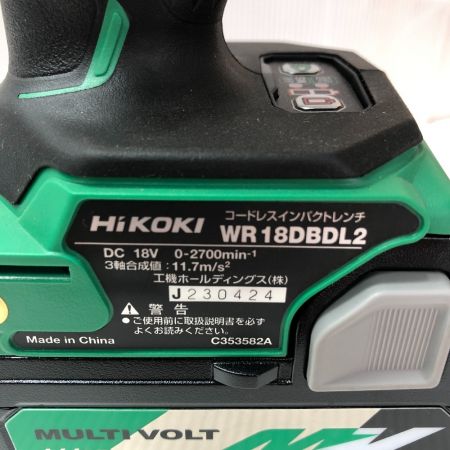 HiKOKI
コードレスインパクトレンチ
WR 18DBDL2
DC 18V 0-2700min⁻¹
3軸合成値:11.7m/s²
工機ホールディングス(株)
J230424
警告
●ご使用前に取扱説明書を必ず
よくお読みください。
Made in China
C353582A
MULTI VOLT